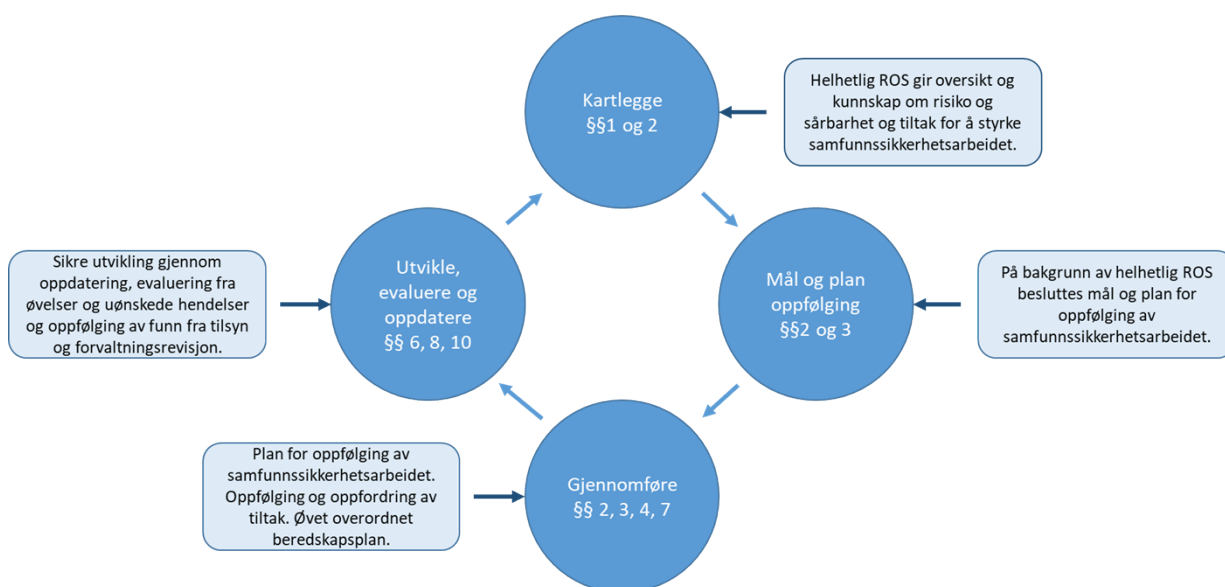 Kartlegge
§§1 og 2
Helhetlig ROS gir oversikt og
kunnskap om risiko og
sårbarhet og tiltak for å styrke
samfunnssikkerhetsarbeidet.
Mål og plan
oppfølging
§§2 og 3
På bakgrunn av helhetlig ROS
besluttes mål og plan for
oppfølging av
samfunnssikkerhetsarbeidet.
Gjennomføre
§§ 2, 3, 4, 7
Plan for oppfølging av
samfunnssikkerhetsarbeidet.
Oppfølging og oppfordring av
tiltak. Øvet overordnet
beredskapsplan.
Utvikle,
evaluere og
oppdatere
§§ 6, 8, 10
Sikre utvikling gjennom
oppdatering, evaluering fra
øvelser og uønskede hendelser
og oppfølging av funn fra tilsyn
og forvaltningsrevisjon.